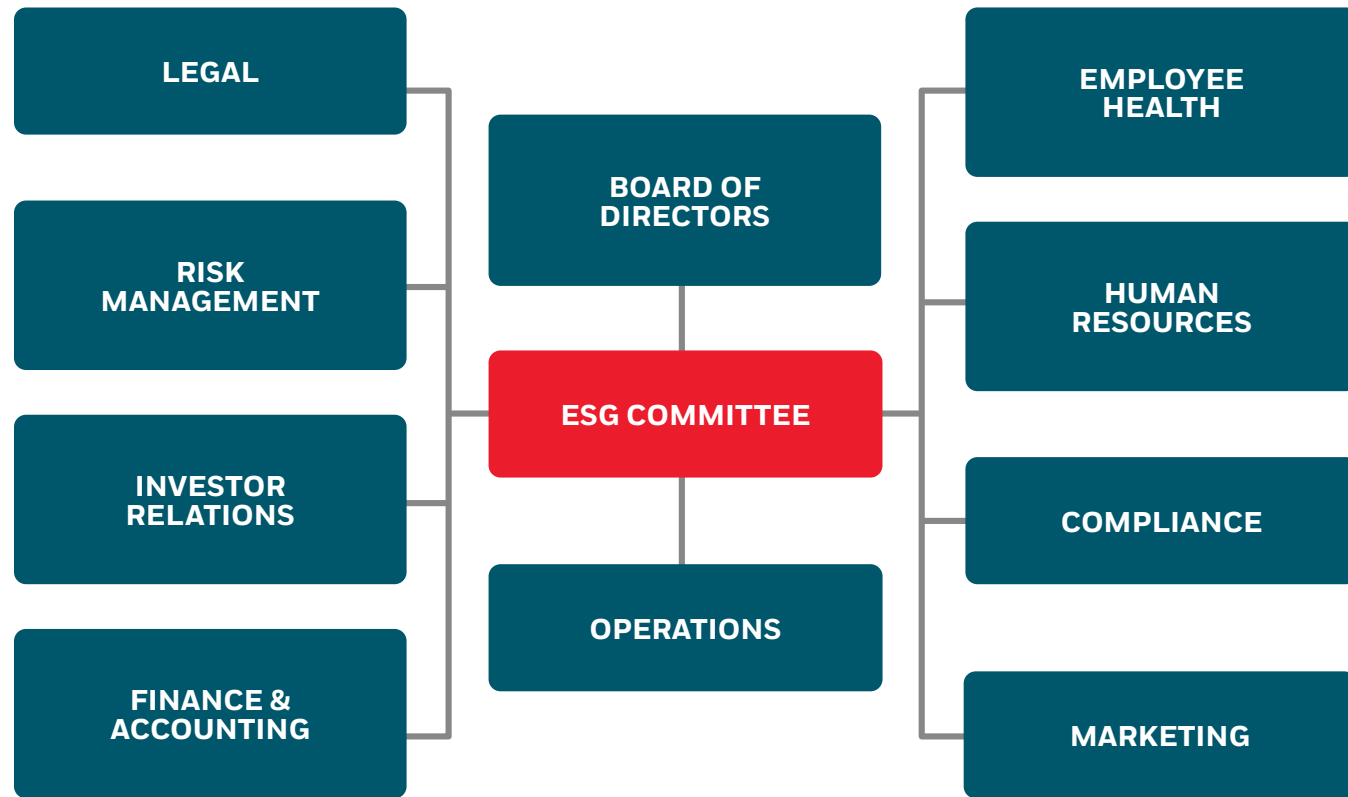 LEGAL
RISK
MANAGEMENT
INVESTOR
RELATIONS
FINANCE &
ACCOUNTING
BOARD OF
DIRECTORS
ESG COMMITTEE
OPERATIONS
EMPLOYEE
HEALTH
HUMAN
RESOURCES
COMPLIANCE
MARKETING